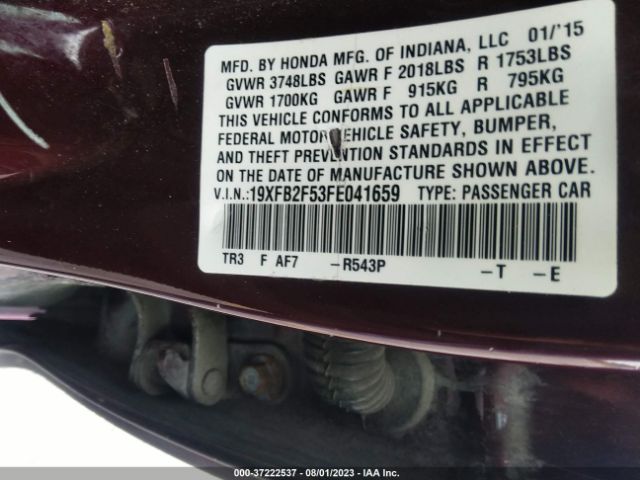 MFD. BY HONDA MFG. OF INDIANA, LLC 01/'15
GVWR 3748LBS GAWR F 2018LBS R 1753LBS
GVWR 1700KG GAWR F 915KG R 795KG
THIS VEHICLE CONFORMS TO ALL APPLICABLE
FEDERAL MOTOR VEHICLE SAFETY, BUMPER,
AND THEFT PREVENTION STANDARDS IN EFFECT
ON THE DATE OF MANUFACTURE SHOWN ABOVE.
V.I.N.:19XFB2F53FE041659 TYPE: PASSENGER CAR
TR3 F AF7 –R543P –T –E
000-37222537 - 08/01/2023 - IAAI.COM